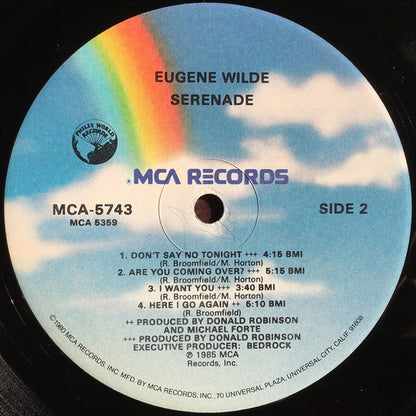 EUGENE WILDE
SERENADE
PHILLY WORLD
RECORDS
MCA RECORDS
MCA-5743
MCA 5359
SIDE 2
1. DON'T SAY NO TONIGHT +++ 4:15 BMI
(R. Broomfield/M. Horton)
2. ARE YOU COMING OVER? +++ 5:15 BMI
(R. Broomfield/M. Horton)
3. I WANT YOU +++ 3:40 BMI
(R. Broomfield/M. Horton)
4. HERE I GO AGAIN ++ 5:10 BMI
(R. Broomfield)
++ PRODUCED BY DONALD ROBINSON
AND MICHAEL FORTE
+++ PRODUCED BY DONALD ROBINSON
EXECUTIVE PRODUCER: BEDROCK
℗ 1985 MCA
Records, Inc.
©1980 MCA RECORDS, INC. MFD. BY MCA RECORDS, INC., 70 UNIVERSAL PLAZA, UNIVERSAL CITY, CALIF. 91608